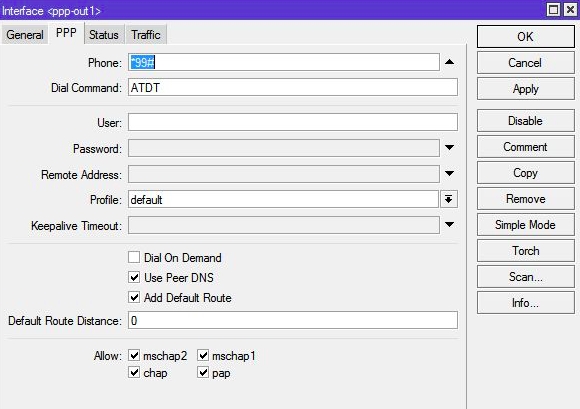 Interface <ppp-out1>
General PPP Status Traffic
Phone: *99#
Dial Command: ATDT
User:
Password:
Remote Address:
Profile: default
Keepalive Timeout:
Dial On Demand
Use Peer DNS
Add Default Route
Default Route Distance: 0
Allow: mschap2 mschap1
chap pap
OK
Cancel
Apply
Disable
Comment
Copy
Remove
Simple Mode
Torch
Scan...
Info...